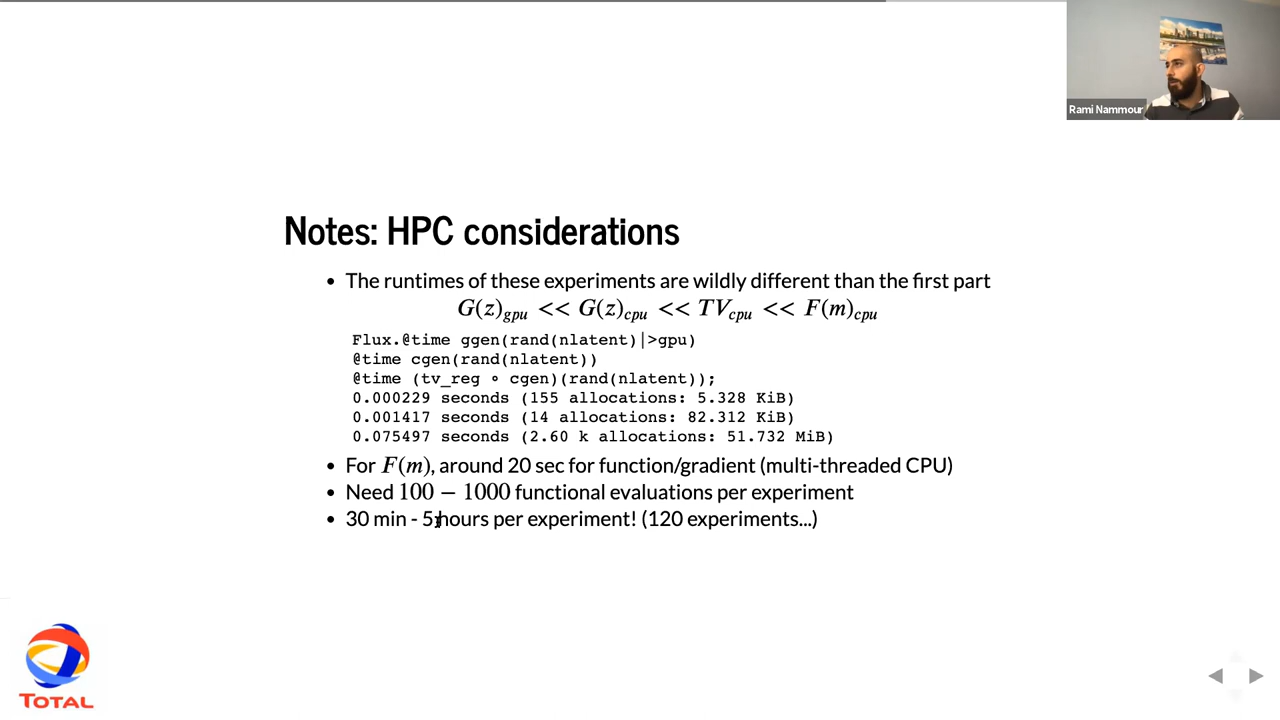 Rami Nammour
Notes: HPC considerations
• The runtimes of these experiments are wildly different than the first part
G(z)gpu << G(z)cpu << TVcpu << F(m)cpu
Flux.@time ggen(rand(nlatent)|>gpu)
@time cgen(rand(nlatent))
@time (tv_reg ∘ cgen)(rand(nlatent));
0.000229 seconds (155 allocations: 5.328 KiB)
0.001417 seconds (14 allocations: 82.312 KiB)
0.075497 seconds (2.60 k allocations: 51.732 MiB)
• For F(m), around 20 sec for function/gradient (multi-threaded CPU)
• Need 100 − 1000 functional evaluations per experiment
• 30 min - 5 hours per experiment! (120 experiments...)
TOTAL